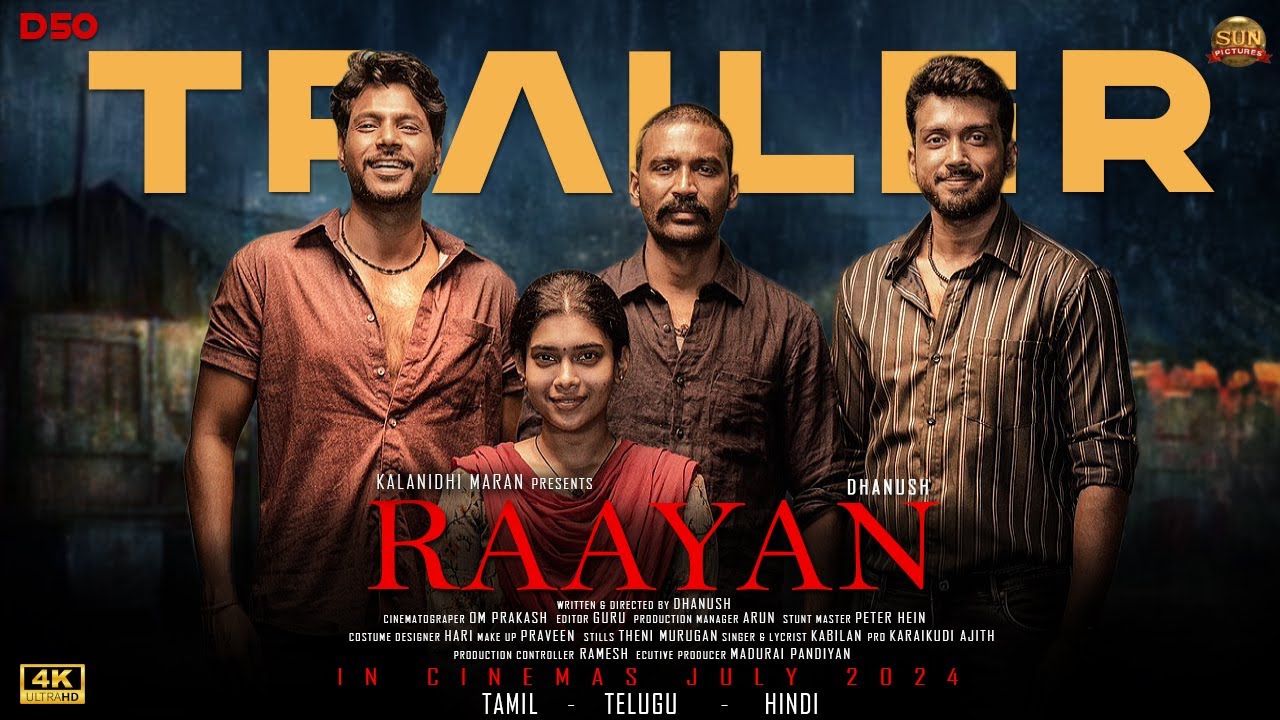 D50
SUN
PICTURES
TRAILER
KALANIDHI MARAN PRESENTS
DHANUSH
RAAYAN
WRITTEN & DIRECTED BY DHANUSH
CINEMATOGRAPER OM PRAKASH EDITOR GURU PRODUCTION MANAGER ARUN STUNT MASTER PETER HEIN
COSTUME DESIGNER HARI MAKE UP PRAVEEN STILLS THENI MURUGAN SINGER & LYCRIST KABILAN PRO KARAIKUDI AJITH
PRODUCTION CONTROLLER RAMESH ECUTIVE PRODUCER MADURAI PANDIYAN
IN CINEMAS JULY 2024
TAMIL - TELUGU - HINDI
4K
ULTRA HD